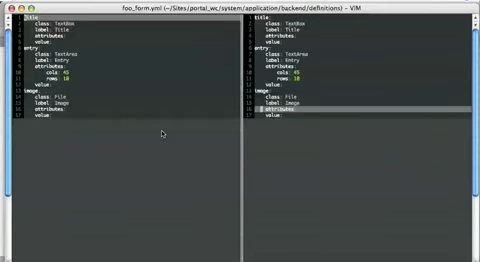 foo_form.yml (~/Sites/portal_wc/system/application/backend/definitions) - VIM
1 title:
2 class: TextBox
3 label: Title
4 attributes:
5 value:
6 entry:
7 class: TextArea
8 label: Entry
9 attributes:
10 cols: 45
11 rows: 10
12 value:
13 image:
14 class: File
15 label: Image
16 attributes:
17 value:
1 title:
2 class: TextBox
3 label: Title
4 attributes:
5 value:
6 entry:
7 class: TextArea
8 label: Entry
9 attributes:
10 cols: 45
11 rows: 10
12 value:
13 image:
14 class: File
15 label: Image
16 attributes:
17 value: